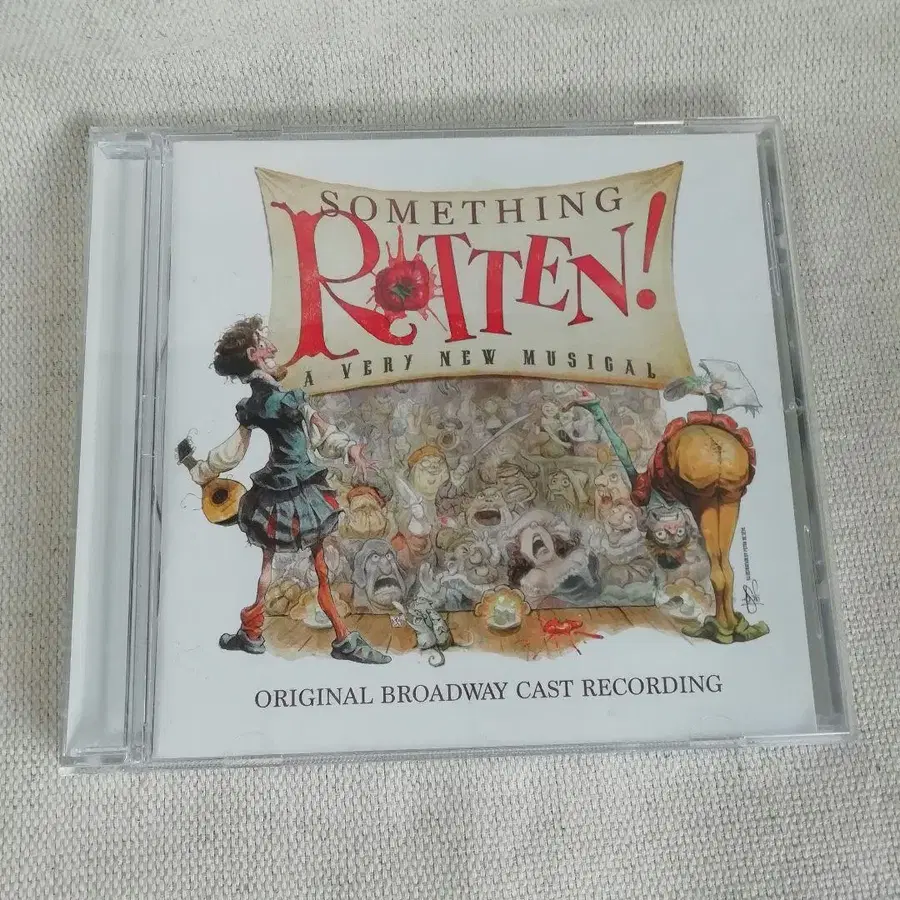 SOMETHING
ROTTEN!
A VERY NEW MUSICAL
ORIGINAL BROADWAY CAST RECORDING